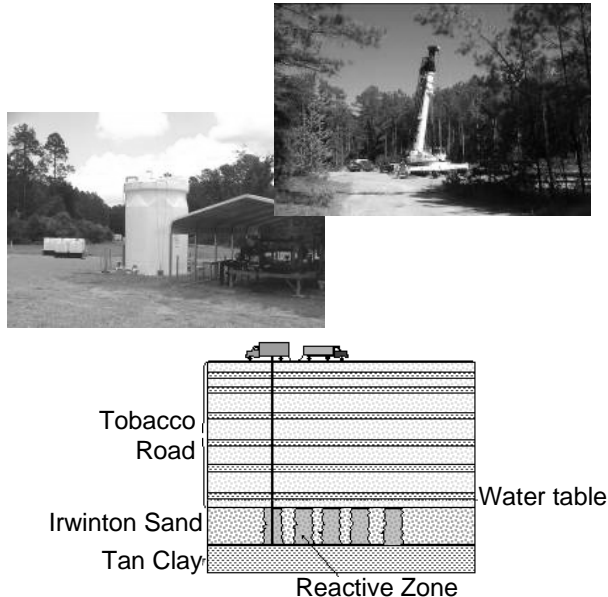 Tobacco
Road
Water table
Irwinton Sand
Tan Clay
Reactive Zone